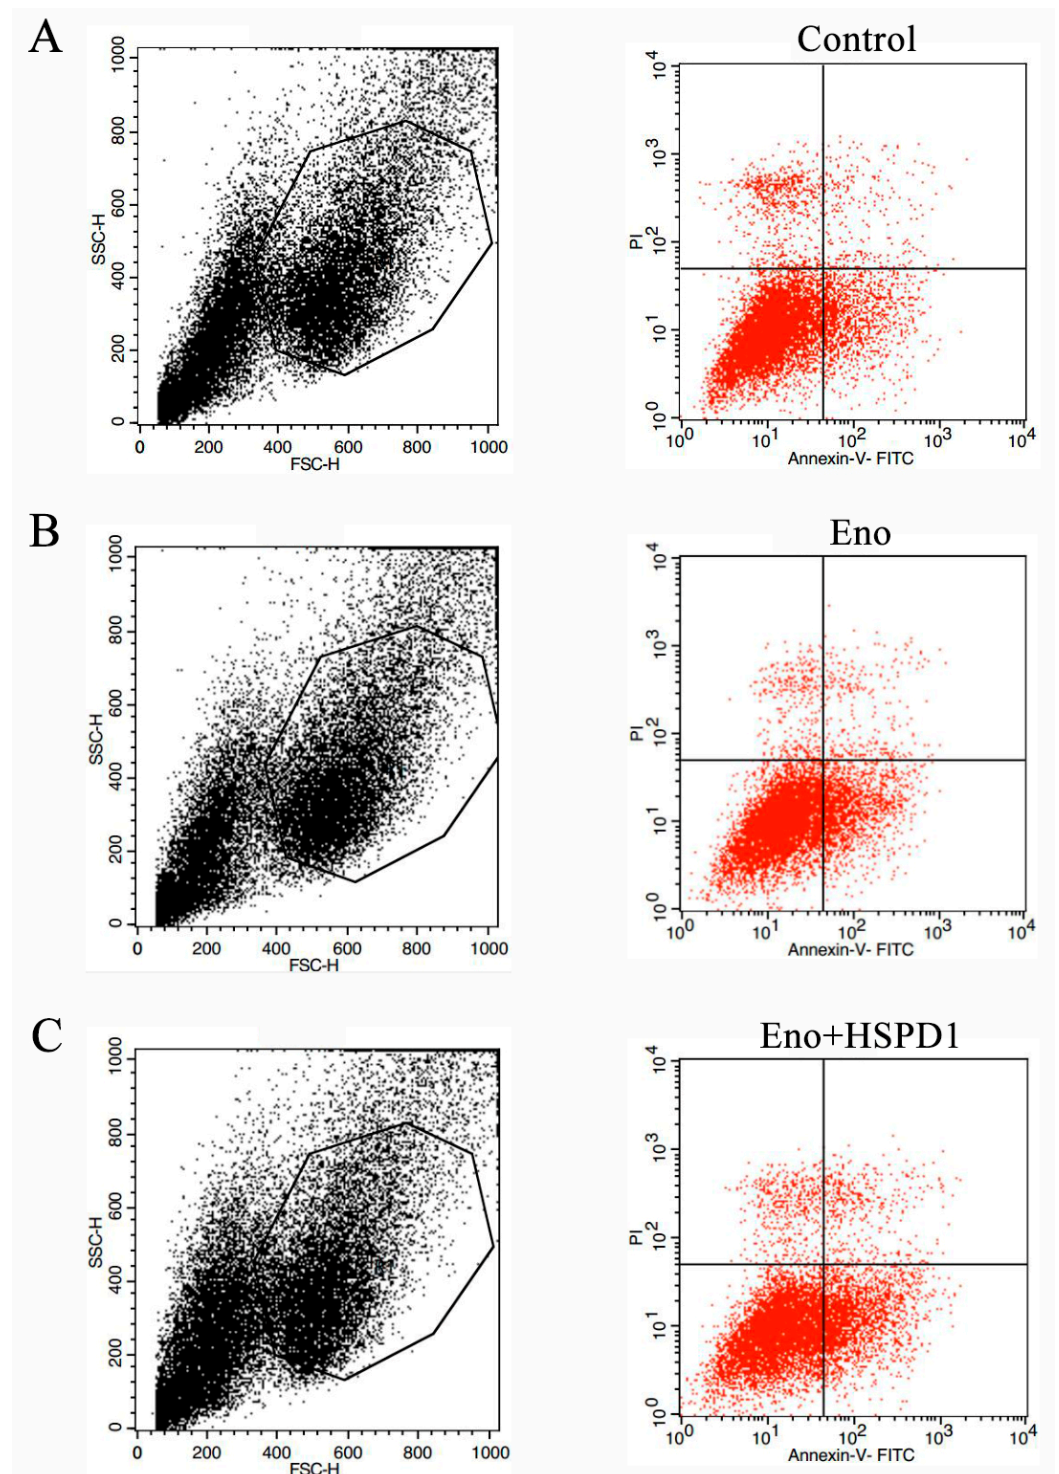 A
Control
1000
800
600
400
200
0
SSC-H
0 200 400 600 800 1000
FSC-H
10^4
10^3
10^2
10^1
10^0
PI
10^0 10^1 10^2 10^3 10^4
Annexin-V- FITC
B
Eno
1000
800
600
400
200
0
SSC-H
0 200 400 600 800 1000
FSC-H
10^4
10^3
10^2
10^1
10^0
PI
10^0 10^1 10^2 10^3 10^4
Annexin-V- FITC
C
Eno+HSPD1
1000
800
600
400
200
0
SSC-H
0 200 400 600 800 1000
FSC-H
10^4
10^3
10^2
10^1
10^0
PI
10^0 10^1 10^2 10^3 10^4
Annexin-V- FITC